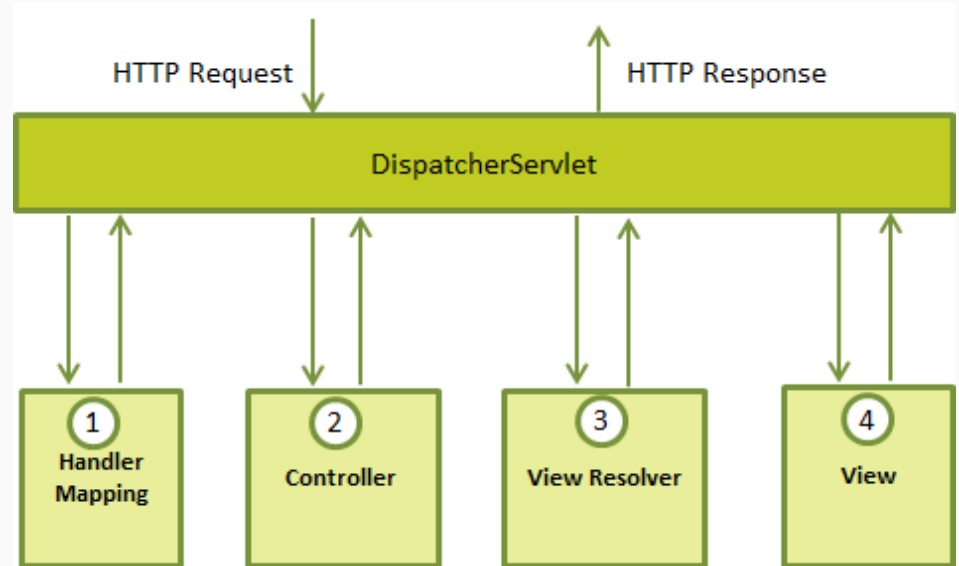 HTTP Request
HTTP Response
DispatcherServlet
1
Handler
Mapping
2
Controller
3
View Resolver
4
View